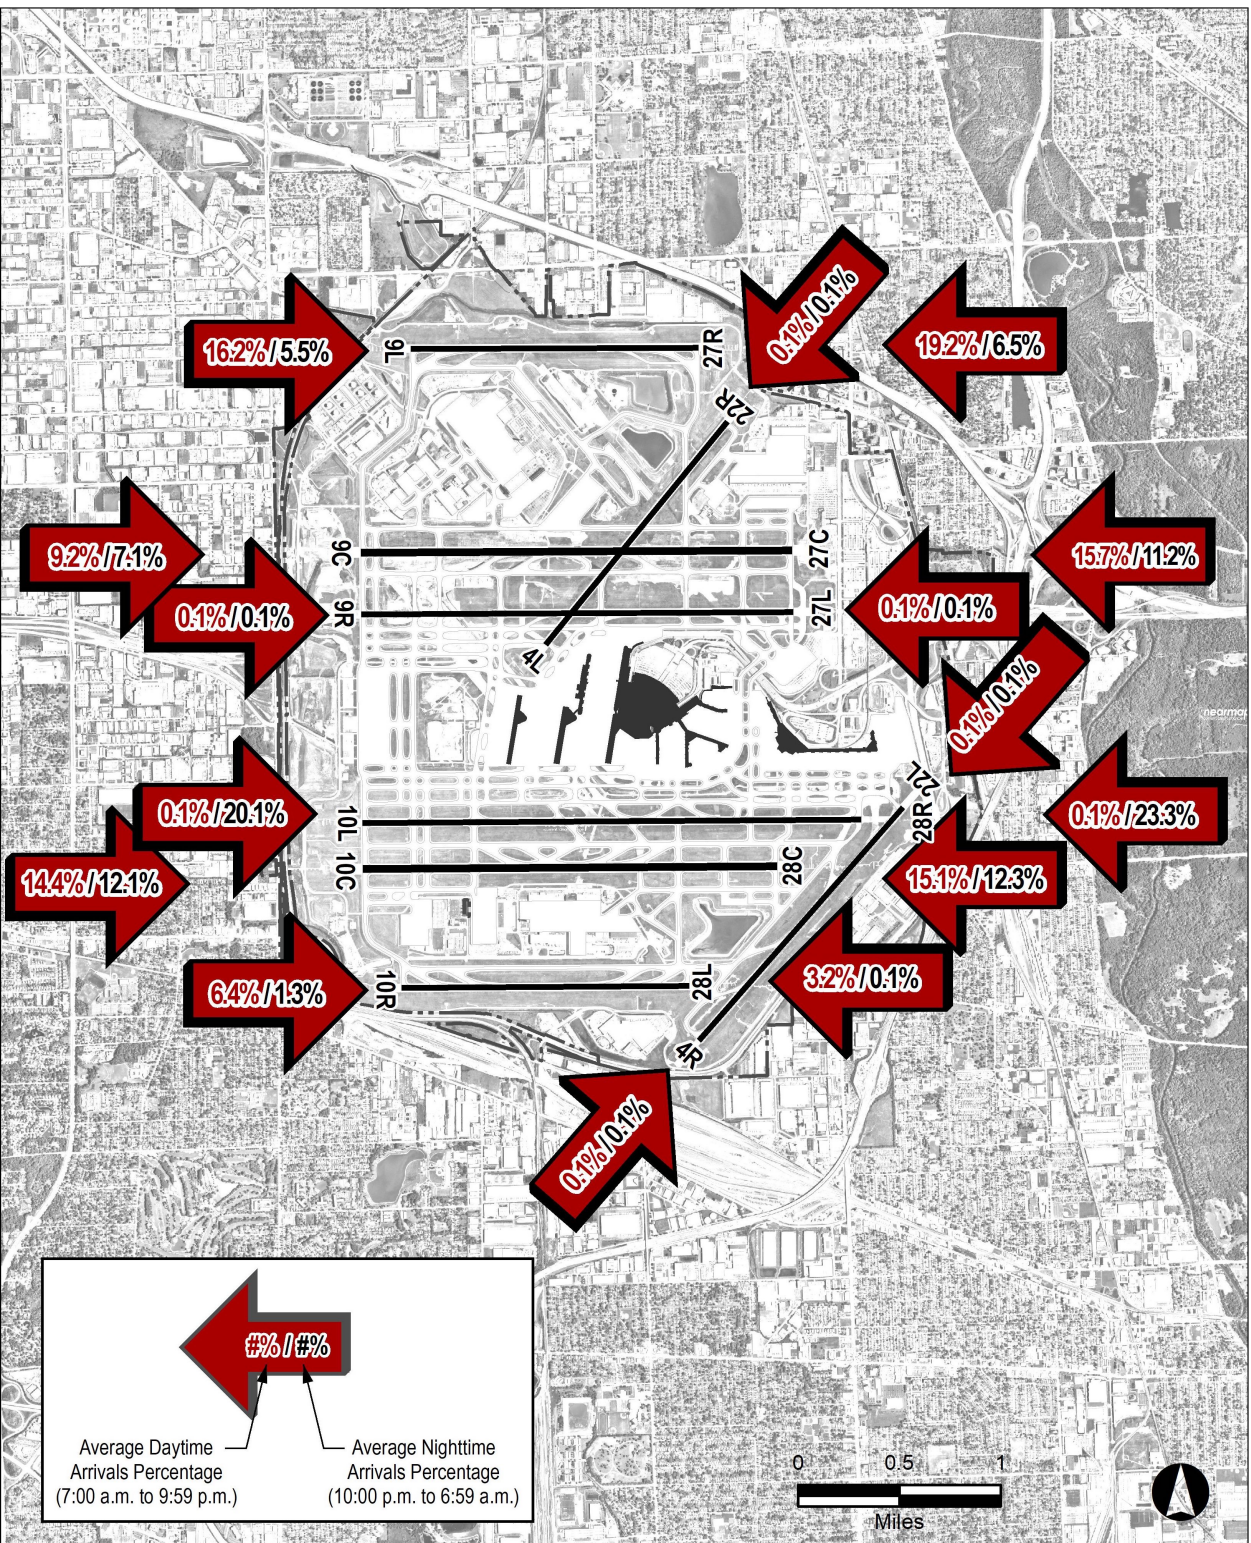 0.1% / 0.1%
16.2% / 5.5%
9L
27R
19.2% / 6.5%
22R
9.2% / 7.1%
9C
27C
15.7% / 11.2%
0.1% / 0.1%
9R
27L
0.1% / 0.1%
4L
0.1% / 0.1%
nearmap
22L
0.1% / 20.1%
10L
28R
0.1% / 23.3%
14.4% / 12.1%
10C
28C
15.1% / 12.3%
6.4% / 1.3%
10R
28L
3.2% / 0.1%
4R
0.1% / 0.1%
#% / #%
Average Daytime
Arrivals Percentage
(7:00 a.m. to 9:59 p.m.)
Average Nighttime
Arrivals Percentage
(10:00 p.m. to 6:59 a.m.)
0 0.5 1
Miles